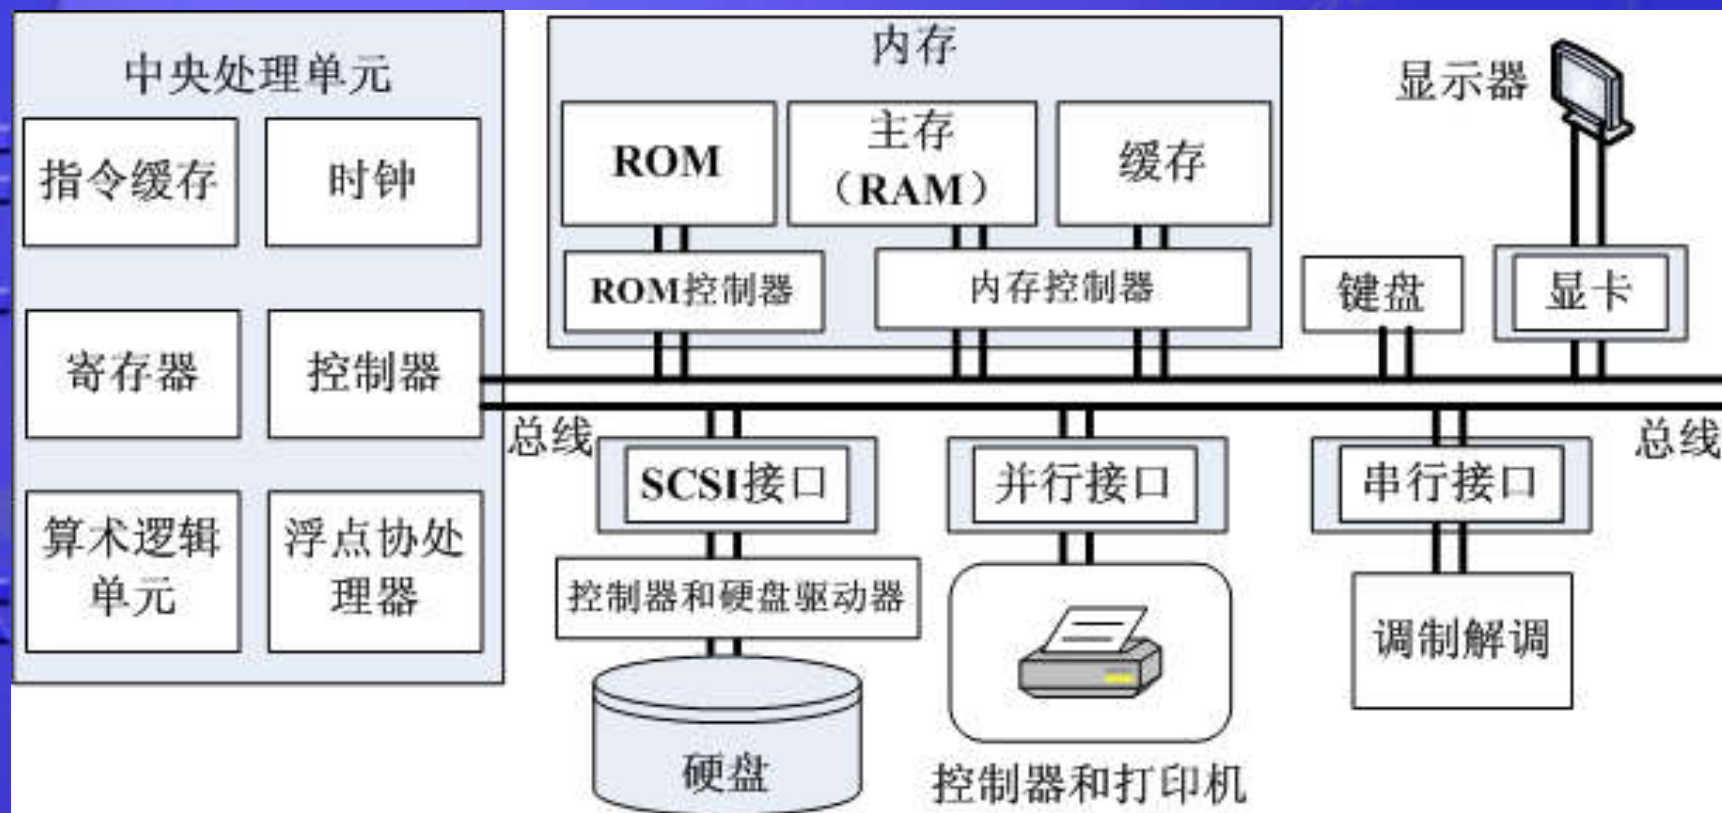 中央处理单元
指令缓存
时钟
寄存器
控制器
算术逻辑
单元
浮点协处
理器
内存
ROM
主存
（RAM）
缓存
ROM控制器
内存控制器
显示器
键盘
显卡
总线
总线
SCSI接口
并行接口
串行接口
控制器和硬盘驱动器
调制解调
硬盘
控制器和打印机